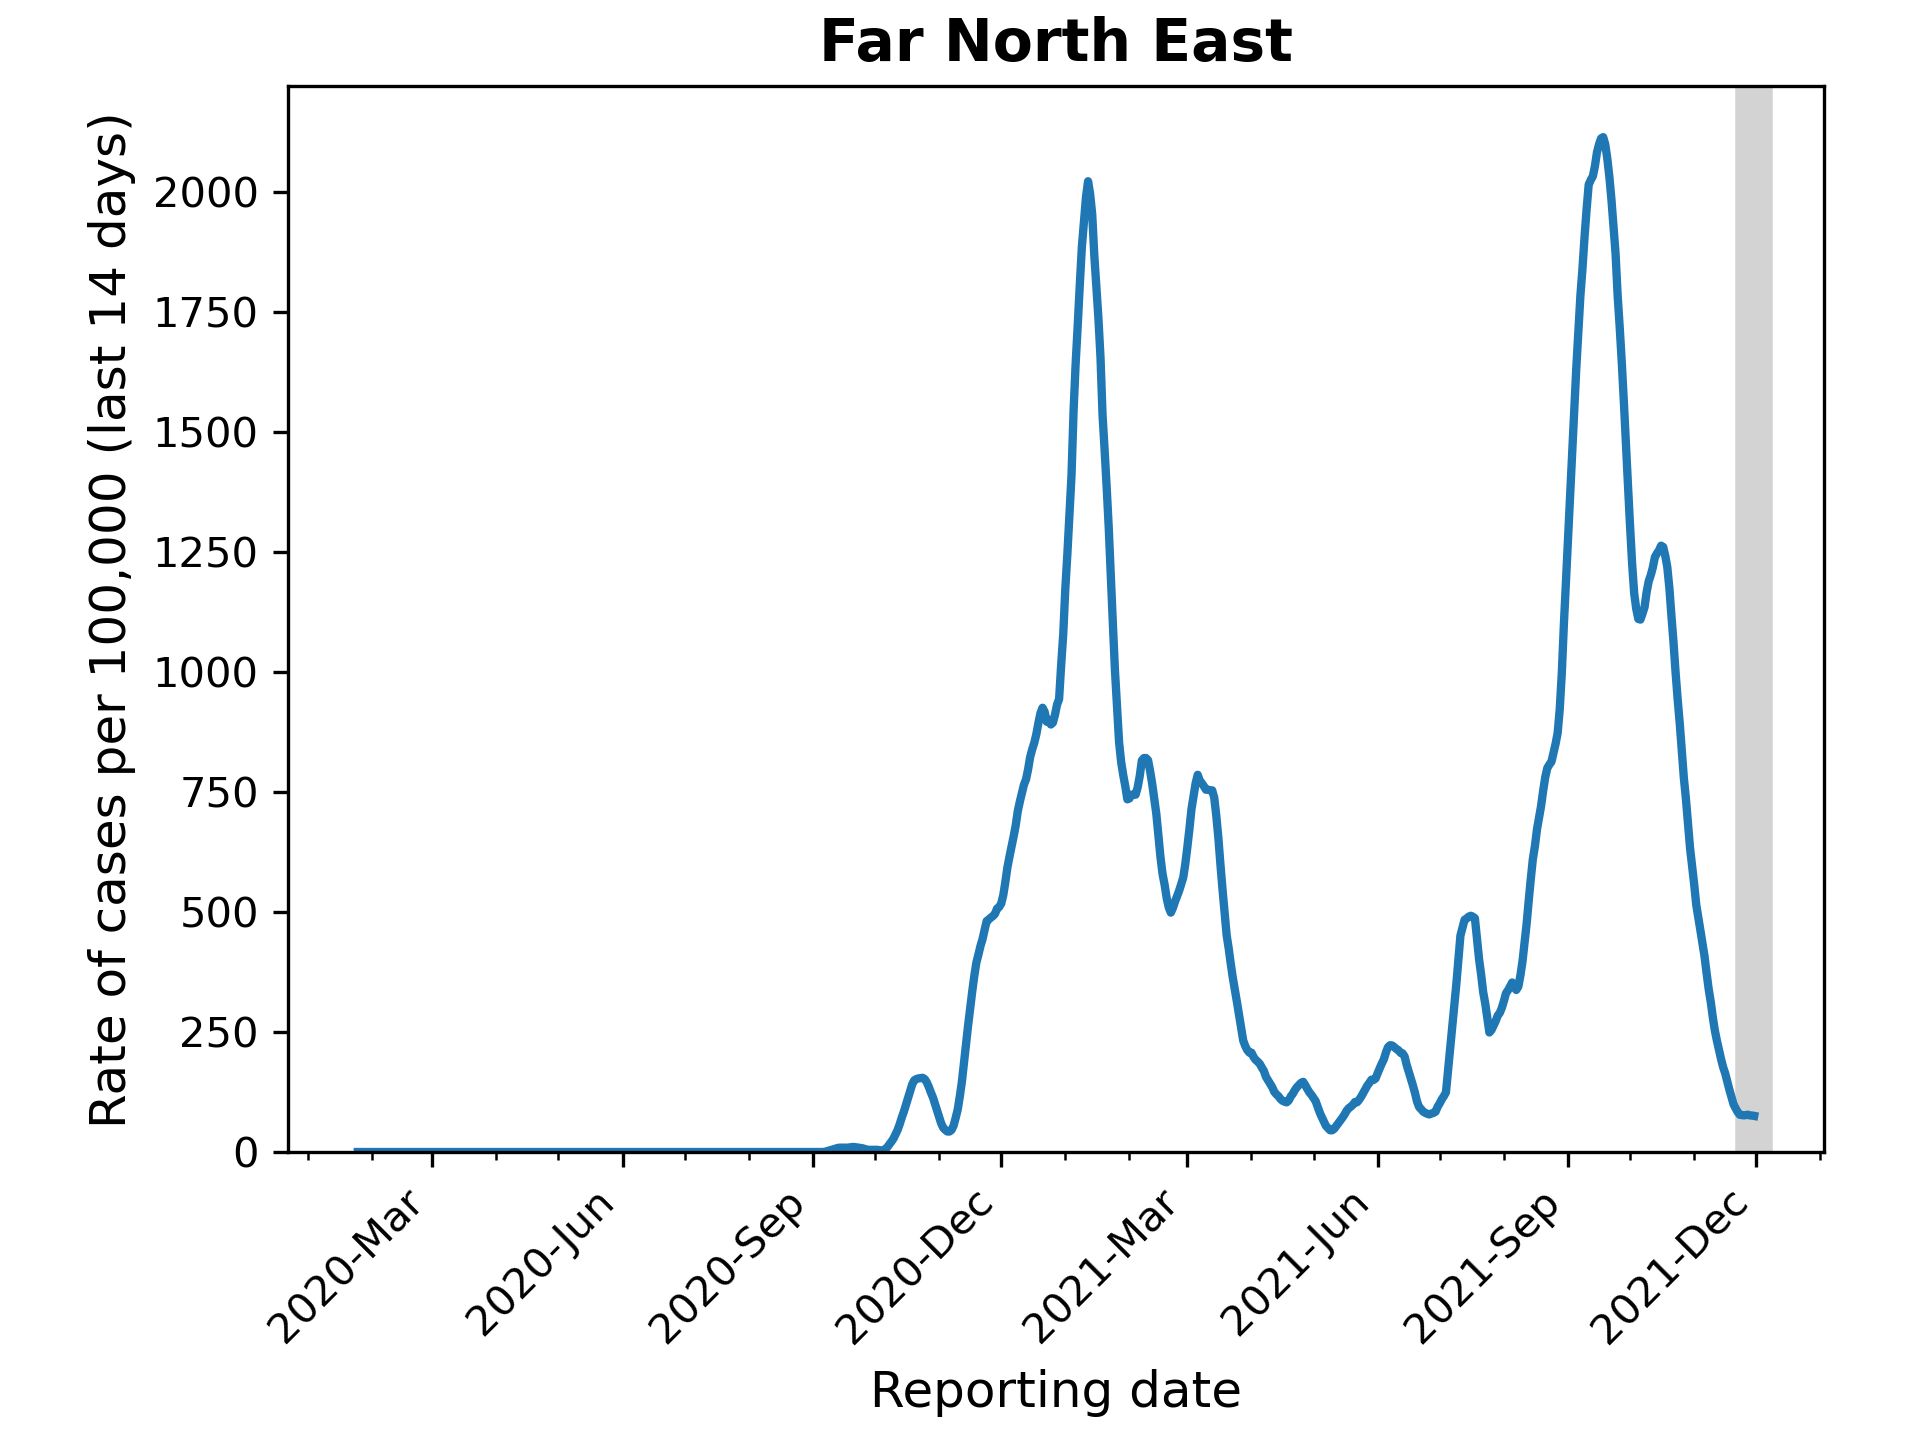 Far North East
Rate of cases per 100,000 (last 14 days)
2000
1750
1500
1250
1000
750
500
250
0
2020-Mar
2020-Jun
2020-Sep
2020-Dec
2021-Mar
2021-Jun
2021-Sep
2021-Dec
Reporting date